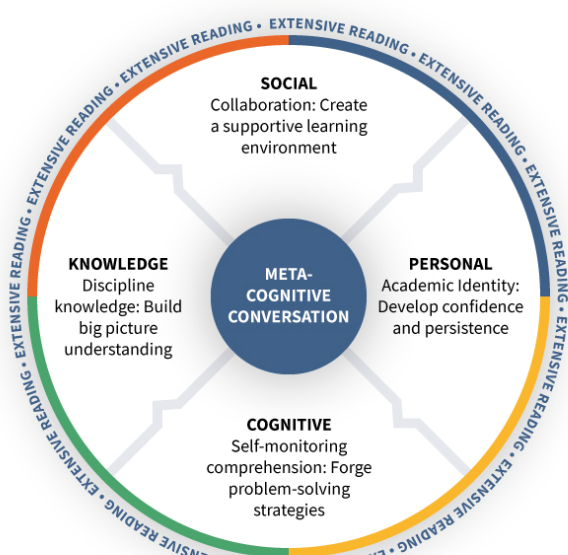 EXTENSIVE READING • EXTENSIVE READING • EXTENSIVE READING • EXTENSIVE READING • EXTENSIVE READING • EXTENSIVE READING • EXTENSIVE READING • EXTENSIVE READING • EXTENSIVE READING •
SOCIAL
Collaboration: Create
a supportive learning
environment
KNOWLEDGE
Discipline
knowledge: Build
big picture
understanding
META-
COGNITIVE
CONVERSATION
PERSONAL
Academic Identity:
Develop confidence
and persistence
COGNITIVE
Self-monitoring
comprehension: Forge
problem-solving
strategies